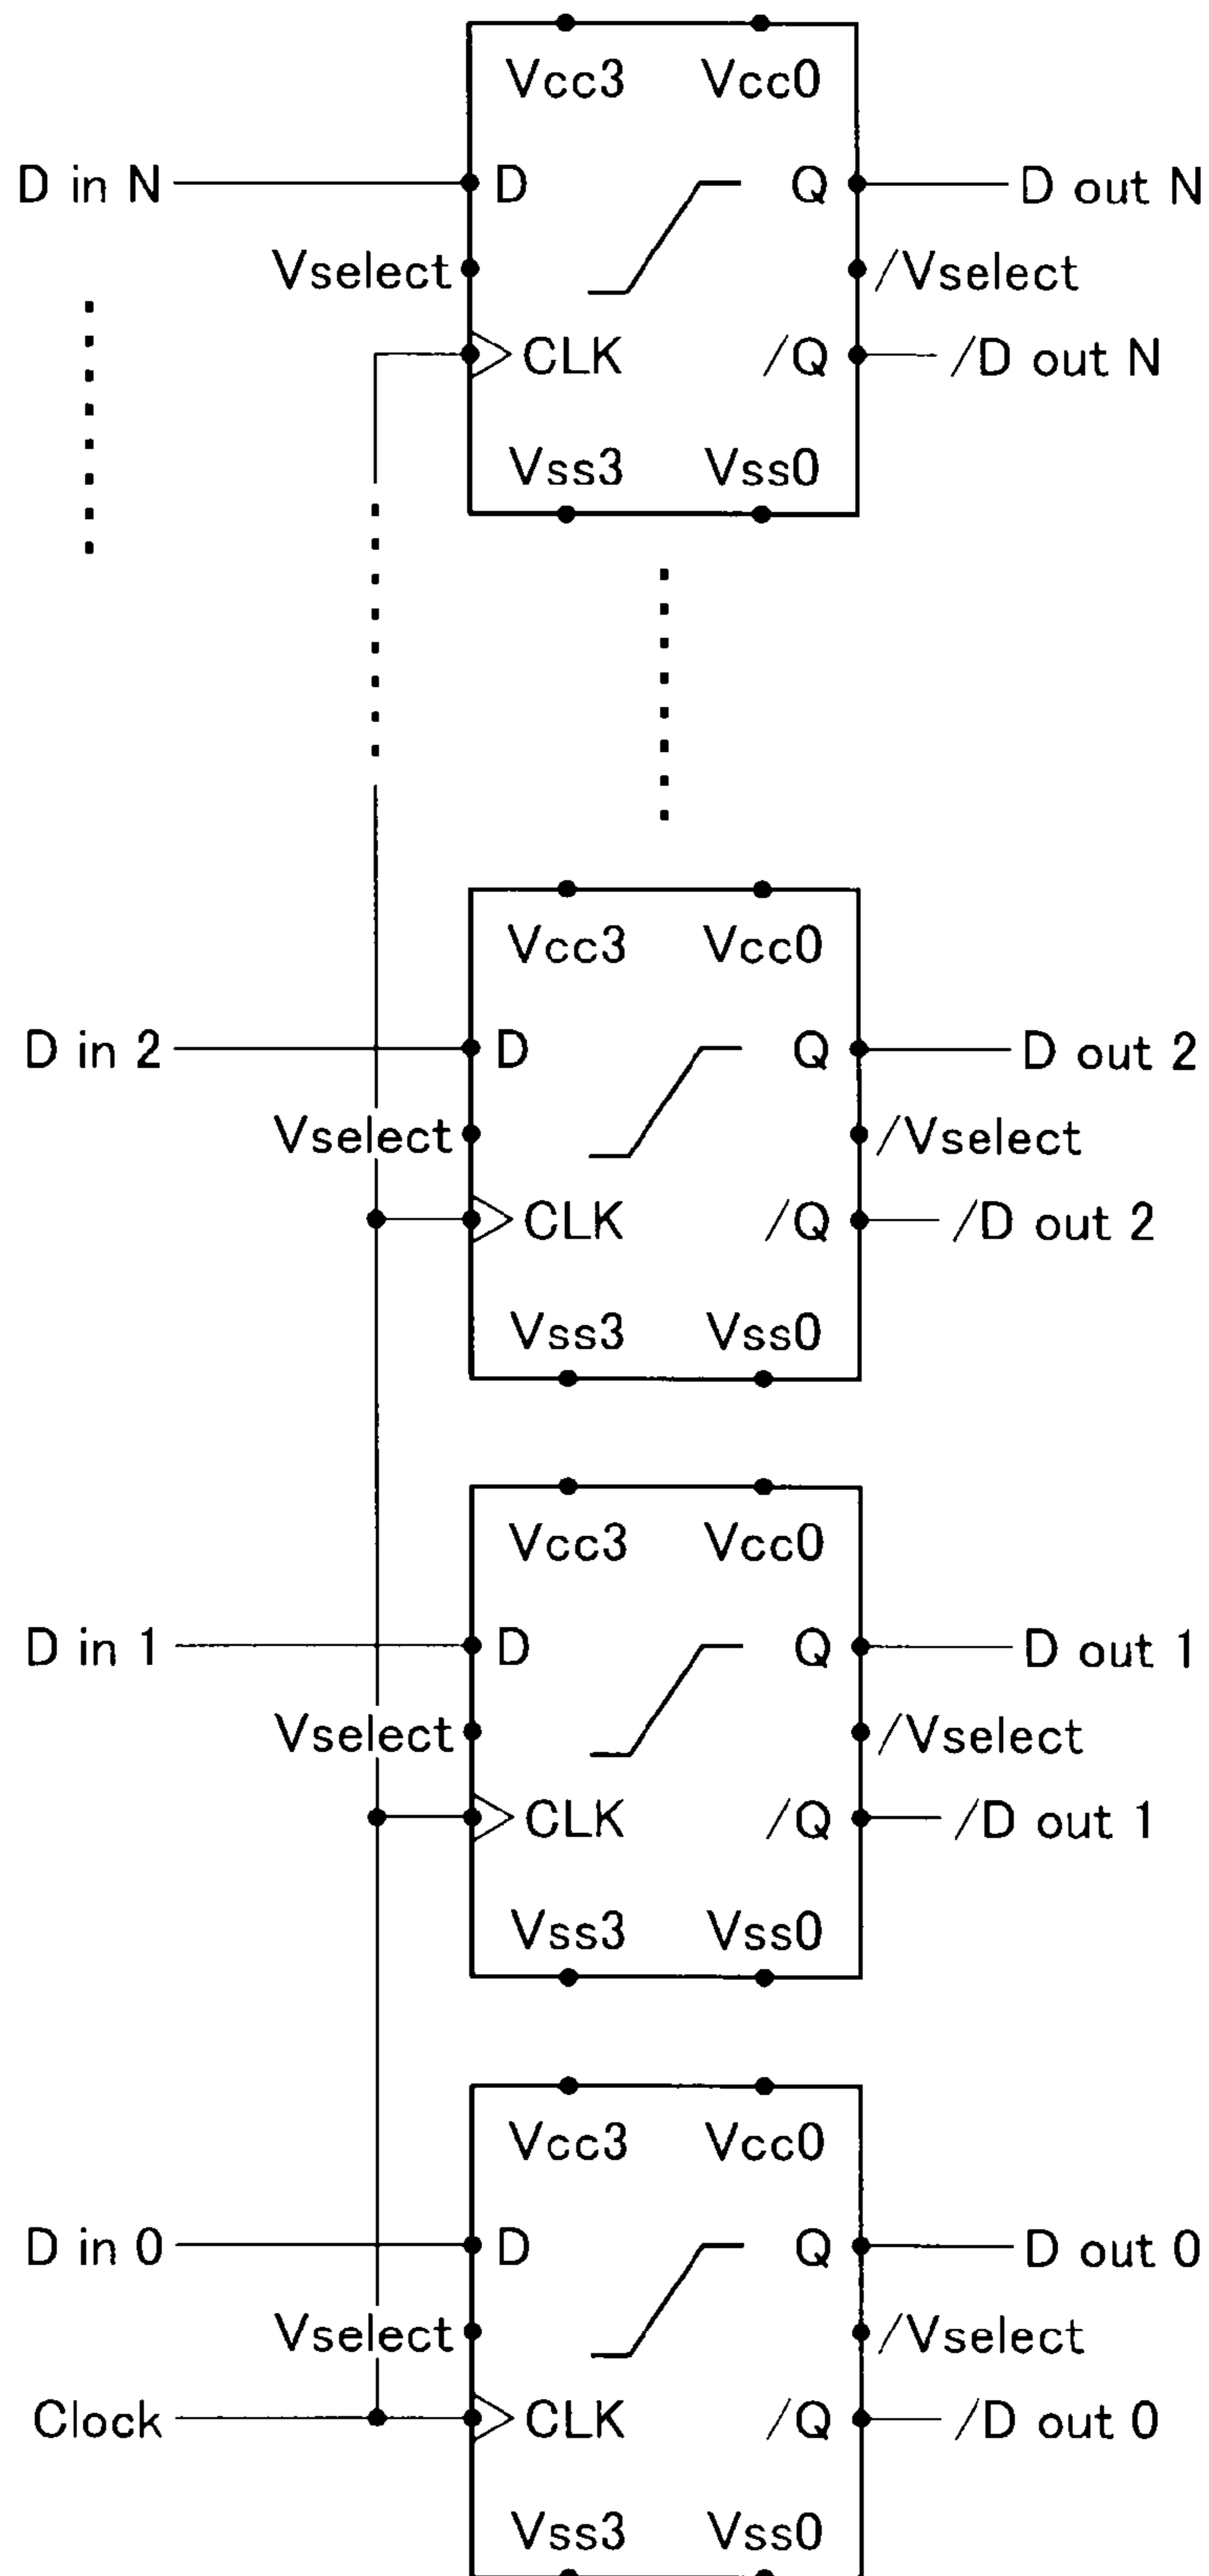 Vcc3 Vcc0
D in N D Q D out N
Vselect /Vselect
CLK /Q /D out N
Vss3 Vss0
Vcc3 Vcc0
D in 2 D Q D out 2
Vselect /Vselect
CLK /Q /D out 2
Vss3 Vss0
Vcc3 Vcc0
D in 1 D Q D out 1
Vselect /Vselect
CLK /Q /D out 1
Vss3 Vss0
Vcc3 Vcc0
D in 0 D Q D out 0
Vselect /Vselect
Clock CLK /Q /D out 0
Vss3 Vss0